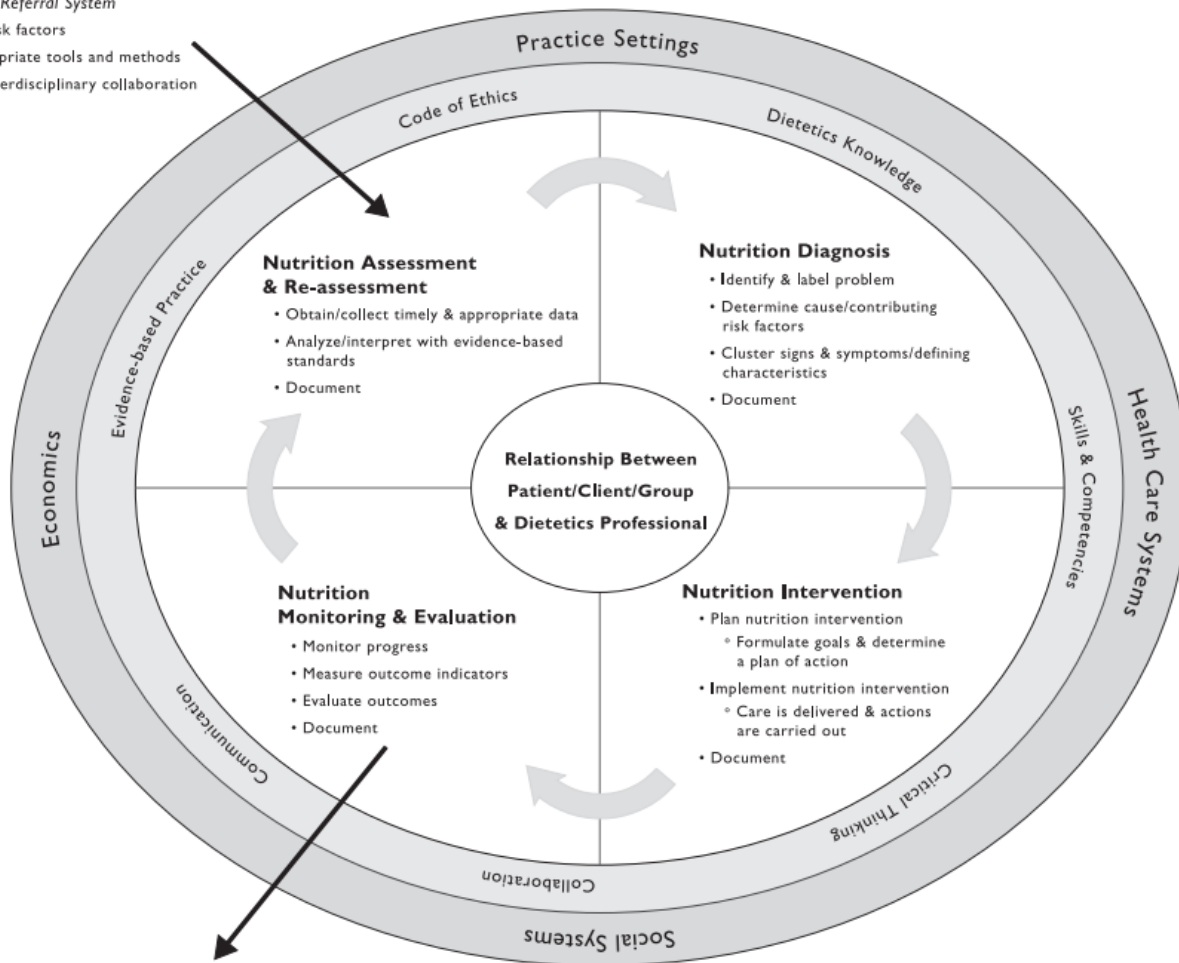 Referral System
factors
tools and methods
collaboration
Practice Settings
Code of Ethics
Dietetics Knowledge
Evidence-based Practice
Skills & Competencies
Economics
Health Care Systems
Nutrition Assessment
& Re-assessment
• Obtain/collect timely & appropriate data
• Analyze/interpret with evidence-based
standards
• Document
Nutrition Diagnosis
• Identify & label problem
• Determine cause/contributing
risk factors
• Cluster signs & symptoms/defining
characteristics
• Document
Relationship Between
Patient/Client/Group
& Dietetics Professional
Nutrition
Monitoring & Evaluation
• Monitor progress
• Measure outcome indicators
• Evaluate outcomes
• Document
Nutrition Intervention
• Plan nutrition intervention
° Formulate goals & determine
a plan of action
• Implement nutrition intervention
° Care is delivered & actions
are carried out
• Document
Communication
Critical Thinking
Collaboration
Social Systems